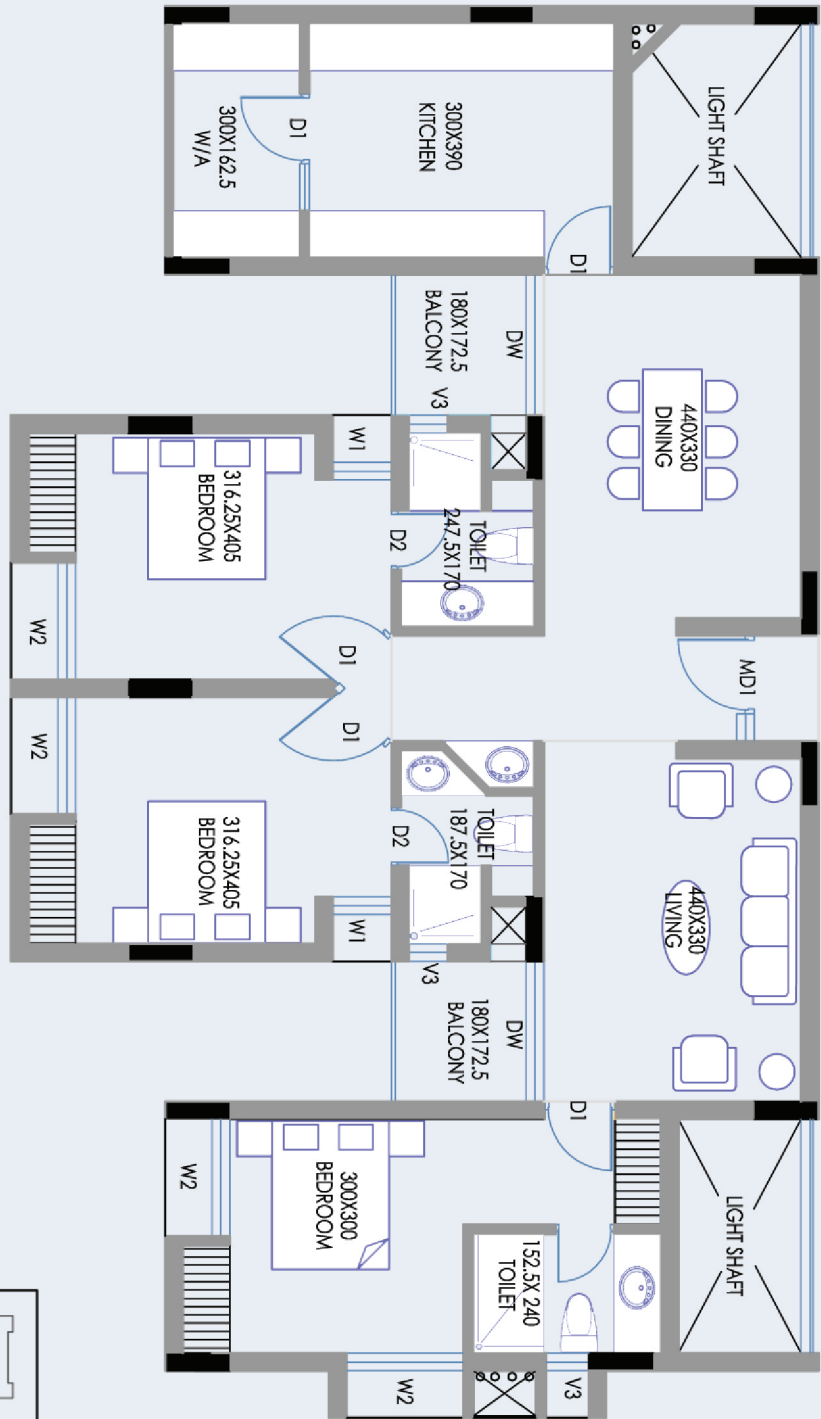 LIGHT SHAFT
D1
300X162.5
W/A
300X390
KITCHEN
D1
180X172.5
BALCONY
DW
V3
440X330
DINING
W1
316.25X405
BEDROOM
D2
TOILET
247.5X170
W2
D1
MD1
D1
W2
316.25X405
BEDROOM
D2
TOILET
187.5X170
W1
440X330
LIVING
V3
180X172.5
BALCONY
DW
D1
W2
300X300
BEDROOM
LIGHT SHAFT
152.5X 240
TOILET
W2
V3